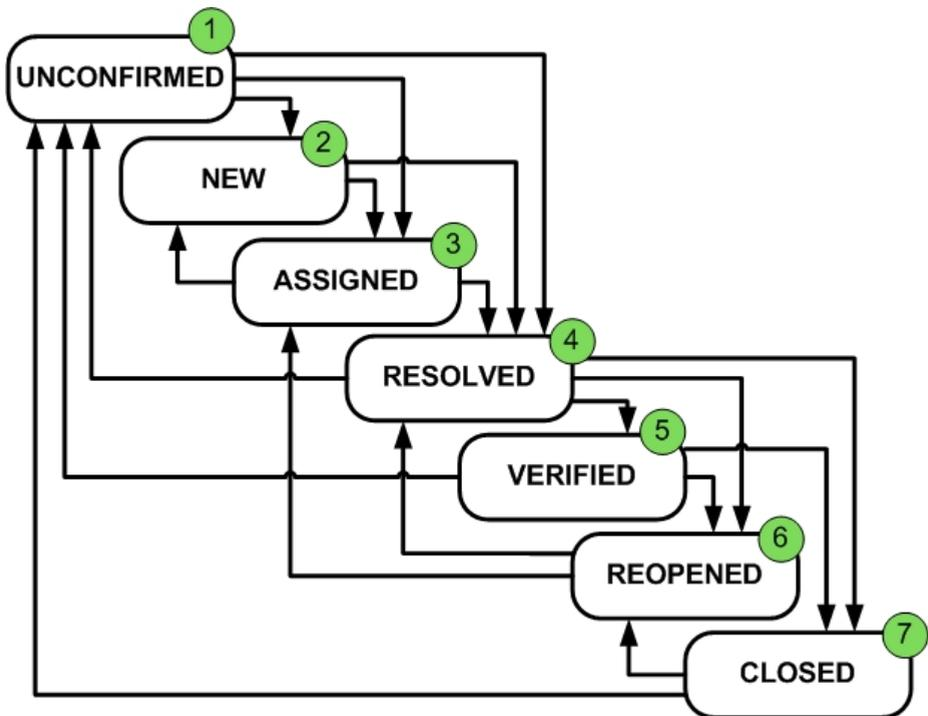 1
UNCONFIRMED
2
NEW
3
ASSIGNED
4
RESOLVED
5
VERIFIED
6
REOPENED
7
CLOSED